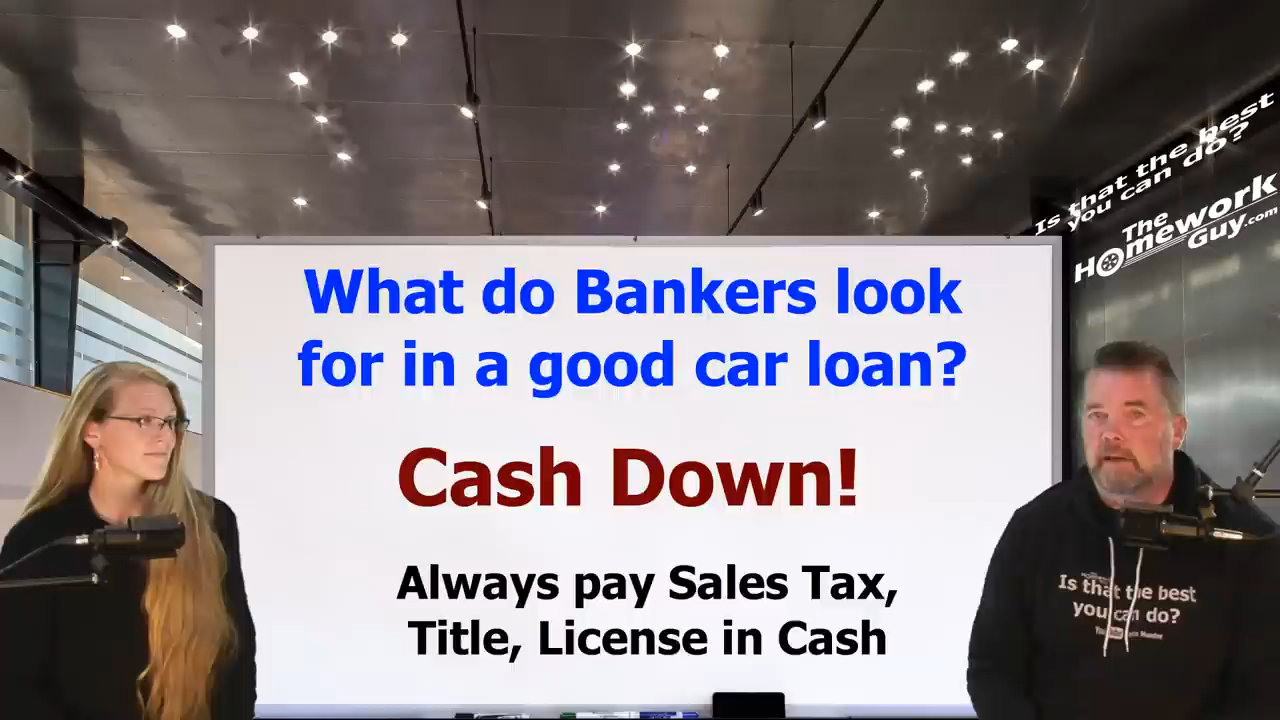 Is that the best
you can do?
The
Homework
Guy.com
What do Bankers look
for in a good car loan?
Cash Down!
Always pay Sales Tax,
Title, License in Cash
Is that the best
you can do?